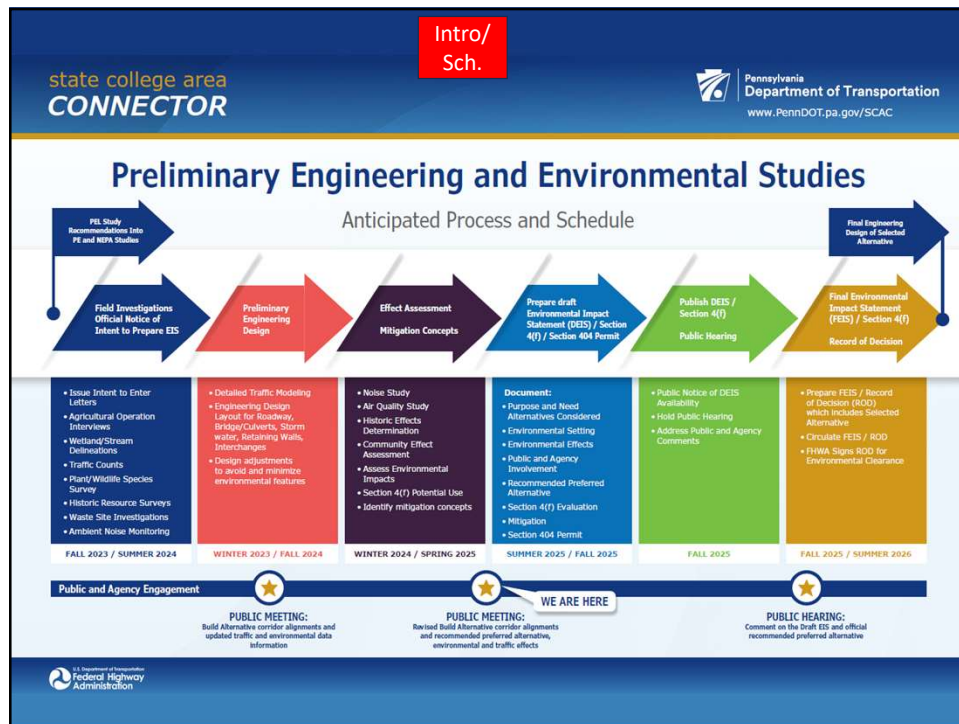 Intro/
Sch.
state college area
CONNECTOR
Pennsylvania
Department of Transportation
www.PennDOT.pa.gov/SCAC
Preliminary Engineering and Environmental Studies
Anticipated Process and Schedule
PEL Study
Recommendations Into
PE and NEPA Studies
Final Engineering
Design of Selected
Alternative
Field Investigations
Official Notice of
Intent to Prepare EIS
Preliminary
Engineering
Design
Effect Assessment
Mitigation Concepts
Prepare draft
Environmental Impact
Statement (DEIS) / Section
4(f) / Section 404 Permit
Publish DEIS /
Section 4(f)
Public Hearing
Final Environmental
Impact Statement
(FEIS) / Section 4(f)
Record of Decision
• Issue Intent to Enter
Letters
• Agricultural Operation
Interviews
• Wetland/Stream
Delineations
• Traffic Counts
• Plant/Wildlife Species
Survey
• Historic Resource Surveys
• Waste Site Investigations
• Ambient Noise Monitoring
FALL 2023 / SUMMER 2024
• Detailed Traffic Modeling
• Engineering Design
Layout for Roadway,
Bridge/Culverts, Storm
water, Retaining Walls,
Interchanges
• Design adjustments
to avoid and minimize
environmental features
WINTER 2023 / FALL 2024
• Noise Study
• Air Quality Study
• Historic Effects
Determination
• Community Effect
Assessment
• Assess Environmental
Impacts
• Section 4(f) Potential Use
• Identify mitigation concepts
WINTER 2024 / SPRING 2025
Document:
• Purpose and Need
Alternatives Considered
• Environmental Setting
• Environmental Effects
• Public and Agency
Involvement
• Recommended Preferred
Alternative
• Section 4(f) Evaluation
• Mitigation
• Section 404 Permit
SUMMER 2025 / FALL 2025
• Public Notice of DEIS
Availability
• Hold Public Hearing
• Address Public and Agency
Comments
FALL 2025
• Prepare FEIS / Record
of Decision (ROD)
which includes Selected
Alternative
• Circulate FEIS / ROD
• FHWA Signs ROD for
Environmental Clearance
FALL 2025 / SUMMER 2026
Public and Agency Engagement
WE ARE HERE
PUBLIC MEETING:
Build Alternative corridor alignments and
updated traffic and environmental data
information
PUBLIC MEETING:
Revised Build Alternative corridor alignments
and recommended preferred alternative,
environmental and traffic effects
PUBLIC HEARING:
Comment on the Draft EIS and official
recommended preferred alternative
U.S. Department of Transportation
Federal Highway
Administration